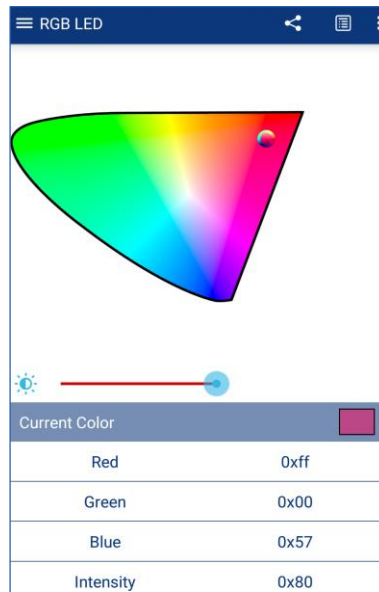 RGB LED
Current Color
Red 0xff
Green 0x00
Blue 0x57
Intensity 0x80